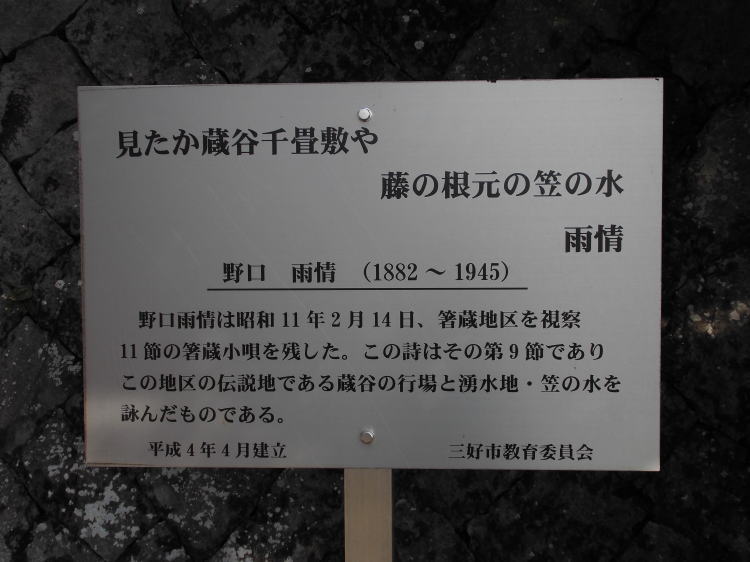 見たか蔵谷千畳敷や
藤の根元の笠の水
雨情
野口 雨情 （1882 ～ 1945）
野口雨情は昭和 11 年 2 月 14 日、箸蔵地区を視察
11 節の箸蔵小唄を残した。この詩はその第 9 節であり
この地区の伝説地である蔵谷の行場と湧水地・笠の水を
詠んだものである。
平成 4 年 4 月建立 三好市教育委員会